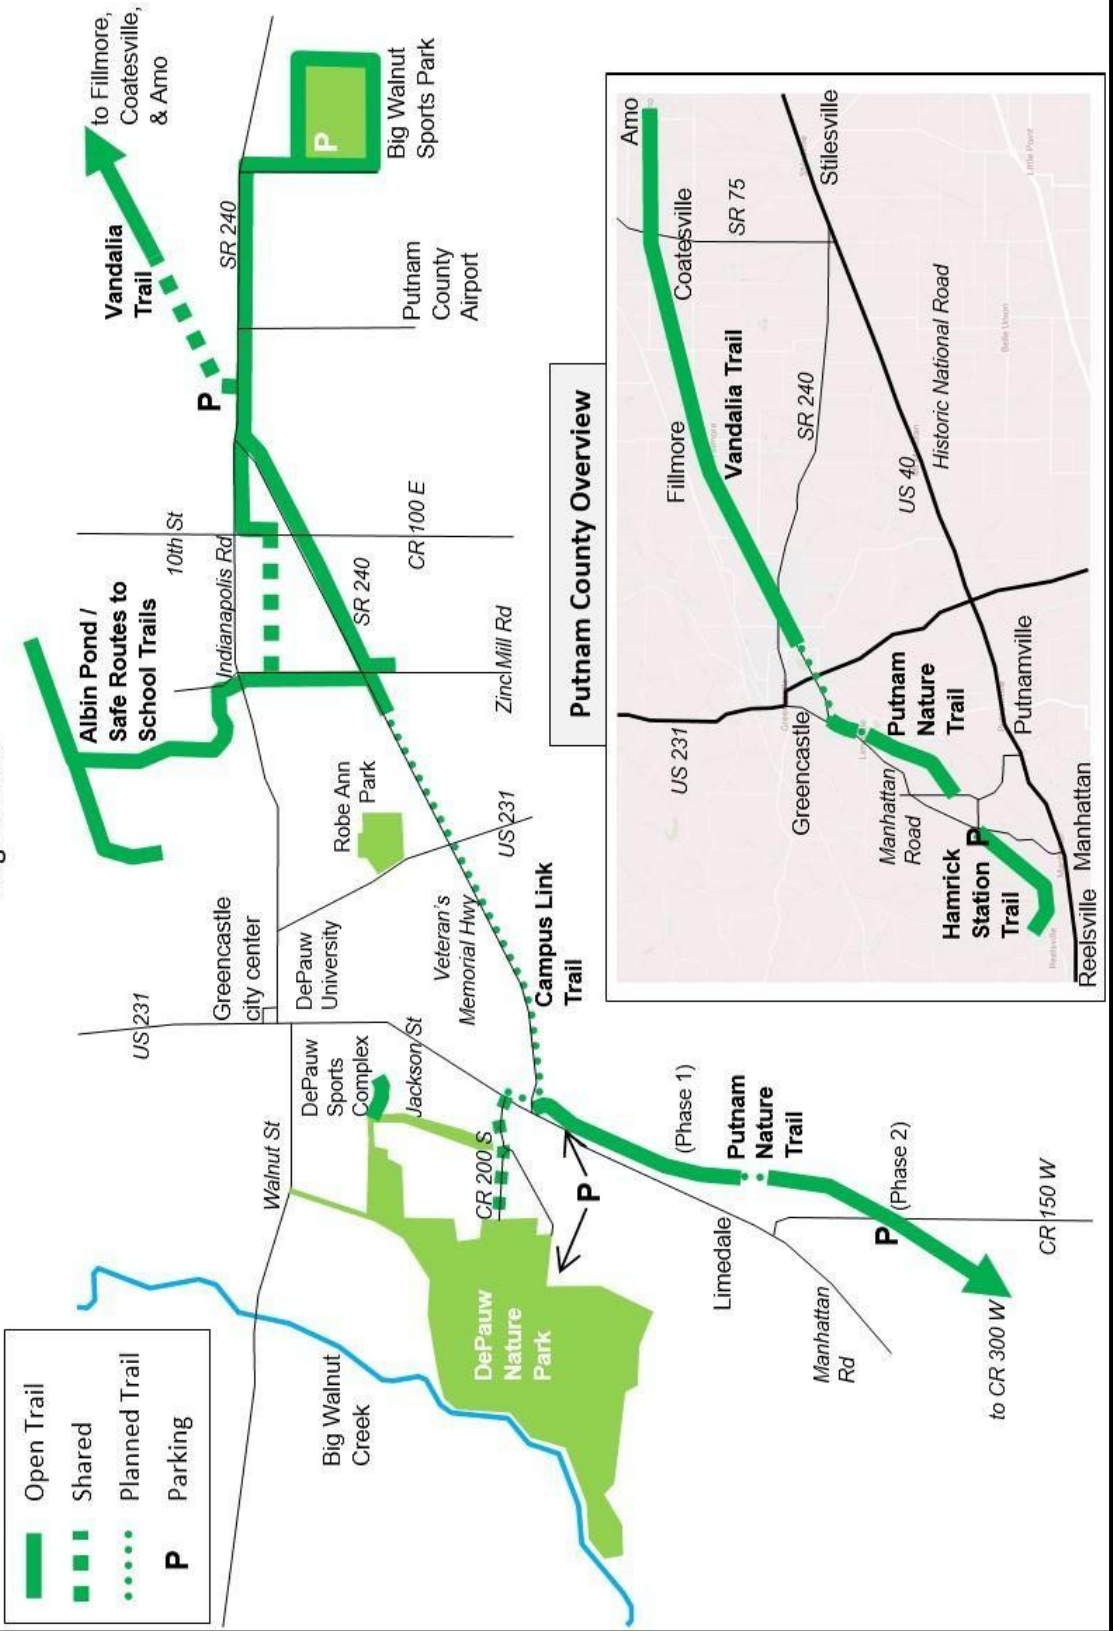 Open Trail
Shared
Planned Trail
P Parking
to Fillmore,
Coatesville,
& Amo
Vandalia
Trail
P
SR 240
P
Big Walnut
Sports Park
Putnam
County
Airport
Albin Pond /
Safe Routes to
School Trails
10th St
Indianapolis Rd
CR 100 E
SR 240
Zincl Mill Rd
Robe Ann
Park
US 231
US 231
Greencastle
city center
DePauw
University
Veteran's
Memorial Hwy
Campus Link
Trail
Walnut St
DePauw
Sports
Complex
Jackson St
CR 200 S
P
Big Walnut
Creek
DePauw
Nature
Park
(Phase 1)
Putnam
Nature
Trail
(Phase 2)
Limedale
P
CR 150 W
Manhattan
Rd
to CR 300 W
Putnam County Overview
Amo
Coatesville
SR 75
Stilesville
Little Point
Fillmore
Vandalia Trail
SR 240
Historic National Road
Belle Union
US 40
US 231
Greencastle
Putnam
Nature
Trail
Putnamville
Manhattan
Road
P
Hamrick
Station
Trail
Manhattan
Reelsville
Reelsville